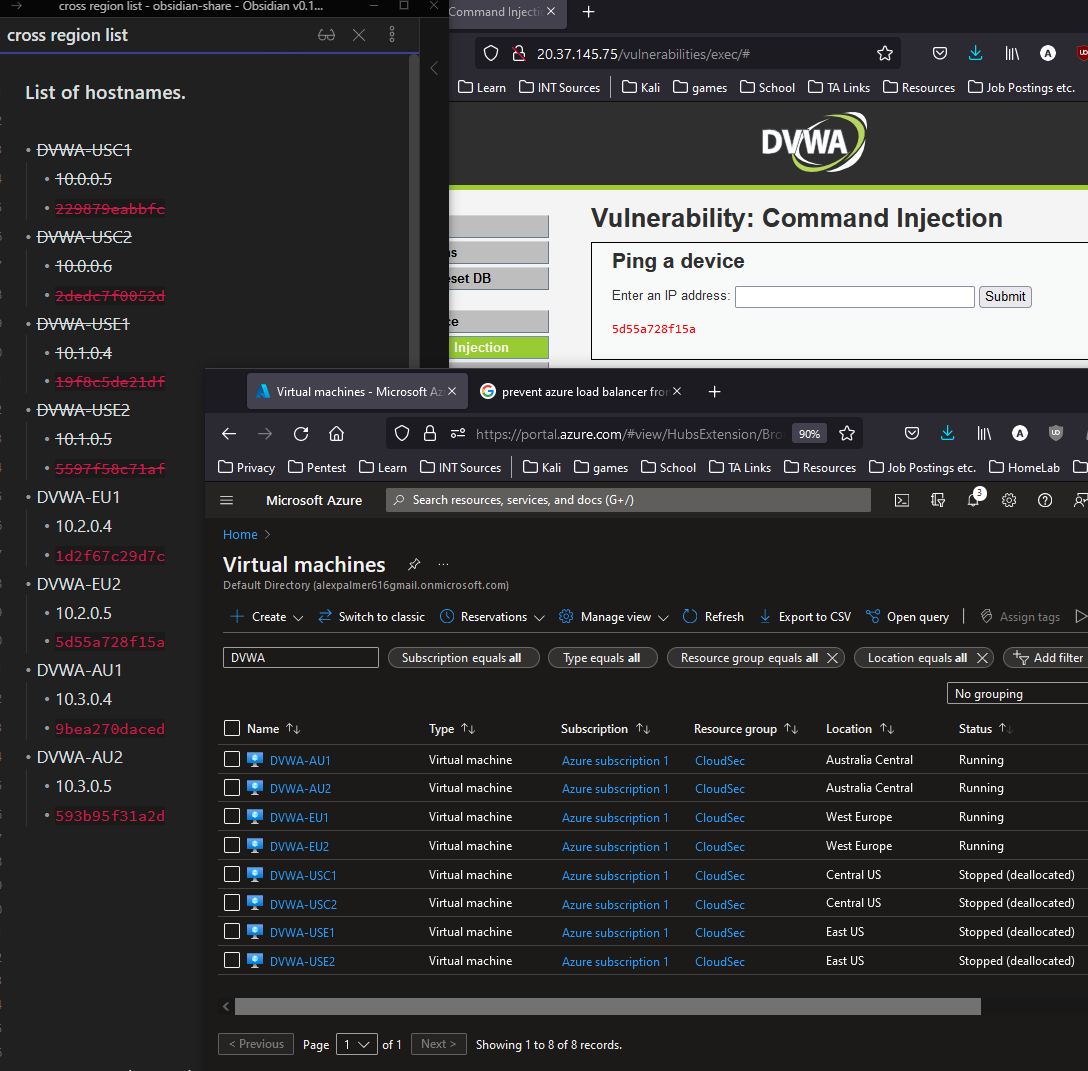 cross region list - obsidian-share - Obsidian v0.1...
cross region list
List of hostnames.
DVWA-USC1
10.0.0.5
229879eabbfc
DVWA-USC2
10.0.0.6
2dedc7f0052d
DVWA-USE1
10.1.0.4
19f8c5de21df
DVWA-USE2
10.1.0.5
5597f58c71af
DVWA-EU1
10.2.0.4
1d2f67c29d7c
DVWA-EU2
10.2.0.5
5d55a728f15a
DVWA-AU1
10.3.0.4
9bea270daced
DVWA-AU2
10.3.0.5
593b95f31a2d
Command Injectio
20.37.145.75/vulnerabilities/exec/#
A
Learn INT Sources Kali games School TA Links Resources Job Postings etc.
DVWA
Vulnerability: Command Injection
Ping a device
Enter an IP address: Submit
5d55a728f15a
eset DB
Injection
Virtual machines - Microsoft Az prevent azure load balancer fro
https://portal.azure.com/#view/HubsExtension/Bro 90%
A
Privacy Pentest Learn INT Sources Kali games School TA Links Resources Job Postings etc. HomeLab
Microsoft Azure Search resources, services, and docs (G+/) 3
Home >
Virtual machines ...
Default Directory (alexpalmer616gmail.onmicrosoft.com)
Create Switch to classic Reservations Manage view Refresh Export to CSV Open query Assign tags
DVWA Subscription equals all Type equals all Resource group equals all Location equals all Add filter
No grouping
Name Type Subscription Resource group Location Status
DVWA-AU1 Virtual machine Azure subscription 1 CloudSec Australia Central Running
DVWA-AU2 Virtual machine Azure subscription 1 CloudSec Australia Central Running
DVWA-EU1 Virtual machine Azure subscription 1 CloudSec West Europe Running
DVWA-EU2 Virtual machine Azure subscription 1 CloudSec West Europe Running
DVWA-USC1 Virtual machine Azure subscription 1 CloudSec Central US Stopped (deallocated)
DVWA-USC2 Virtual machine Azure subscription 1 CloudSec Central US Stopped (deallocated)
DVWA-USE1 Virtual machine Azure subscription 1 CloudSec East US Stopped (deallocated)
DVWA-USE2 Virtual machine Azure subscription 1 CloudSec East US Stopped (deallocated)
< Previous Page 1 of 1 Next > Showing 1 to 8 of 8 records.